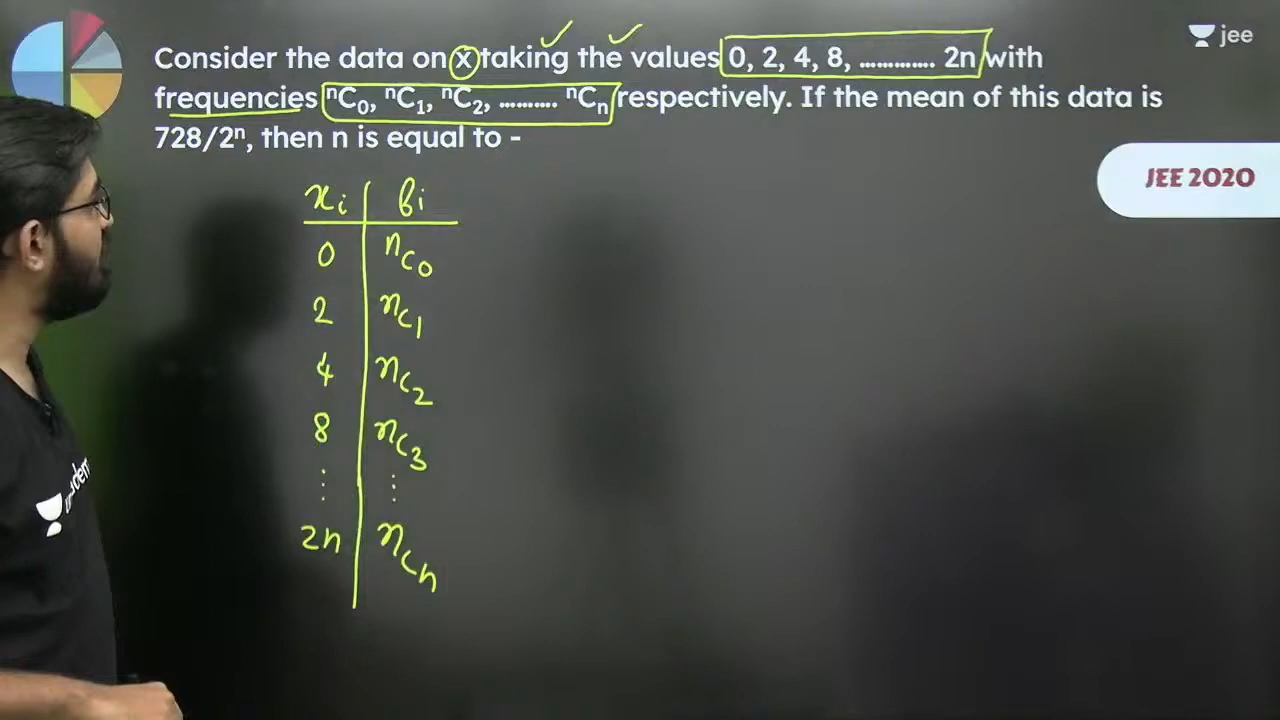 jee
Consider the data on x taking the values 0, 2, 4, 8, ............. 2n with
frequencies ⁿC₀, ⁿC₁, ⁿC₂, .......... ⁿCₙ respectively. If the mean of this data is
728/2ⁿ, then n is equal to -
JEE 2020
xᵢ fᵢ
0 ⁿC₀
2 ⁿC₁
4 ⁿC₂
8 ⁿC₃
⋮ ⋮
2n ⁿCₙ